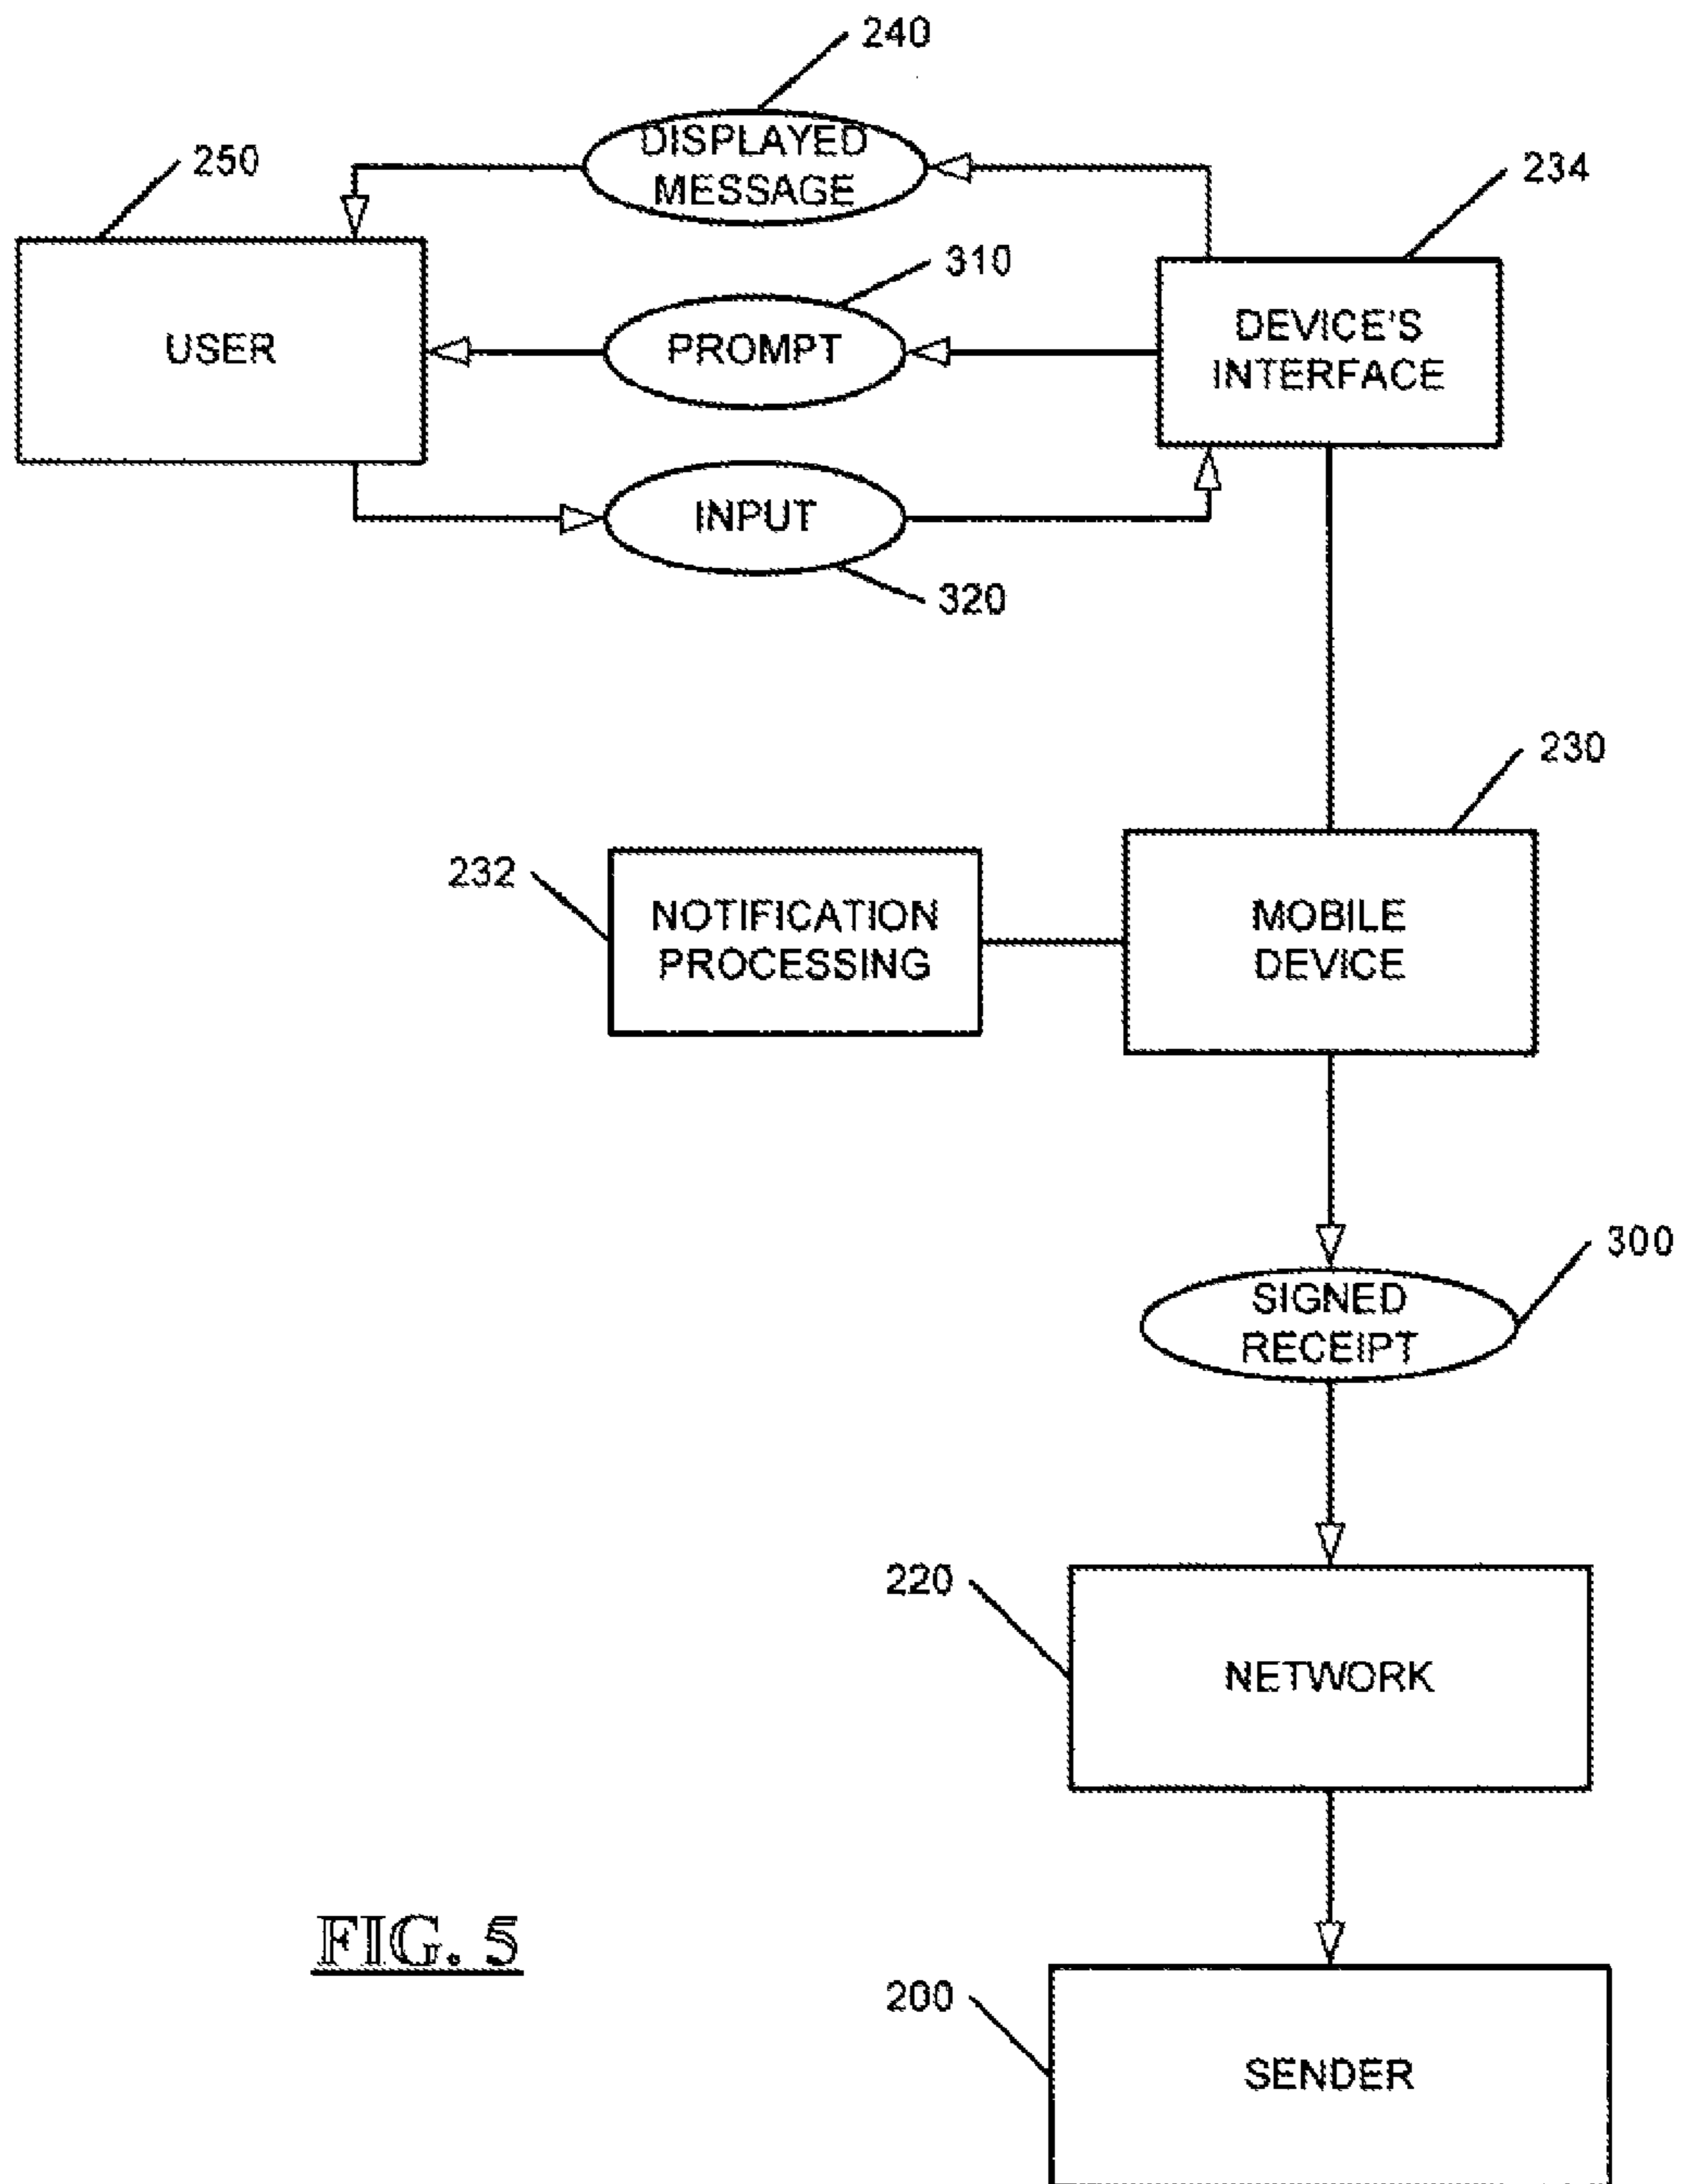 240
DISPLAYED
MESSAGE
250
234
310
USER
PROMPT
DEVICE'S
INTERFACE
INPUT
320
230
232
NOTIFICATION
PROCESSING
MOBILE
DEVICE
300
SIGNED
RECEIPT
220
NETWORK
FIG. 5
200
SENDER